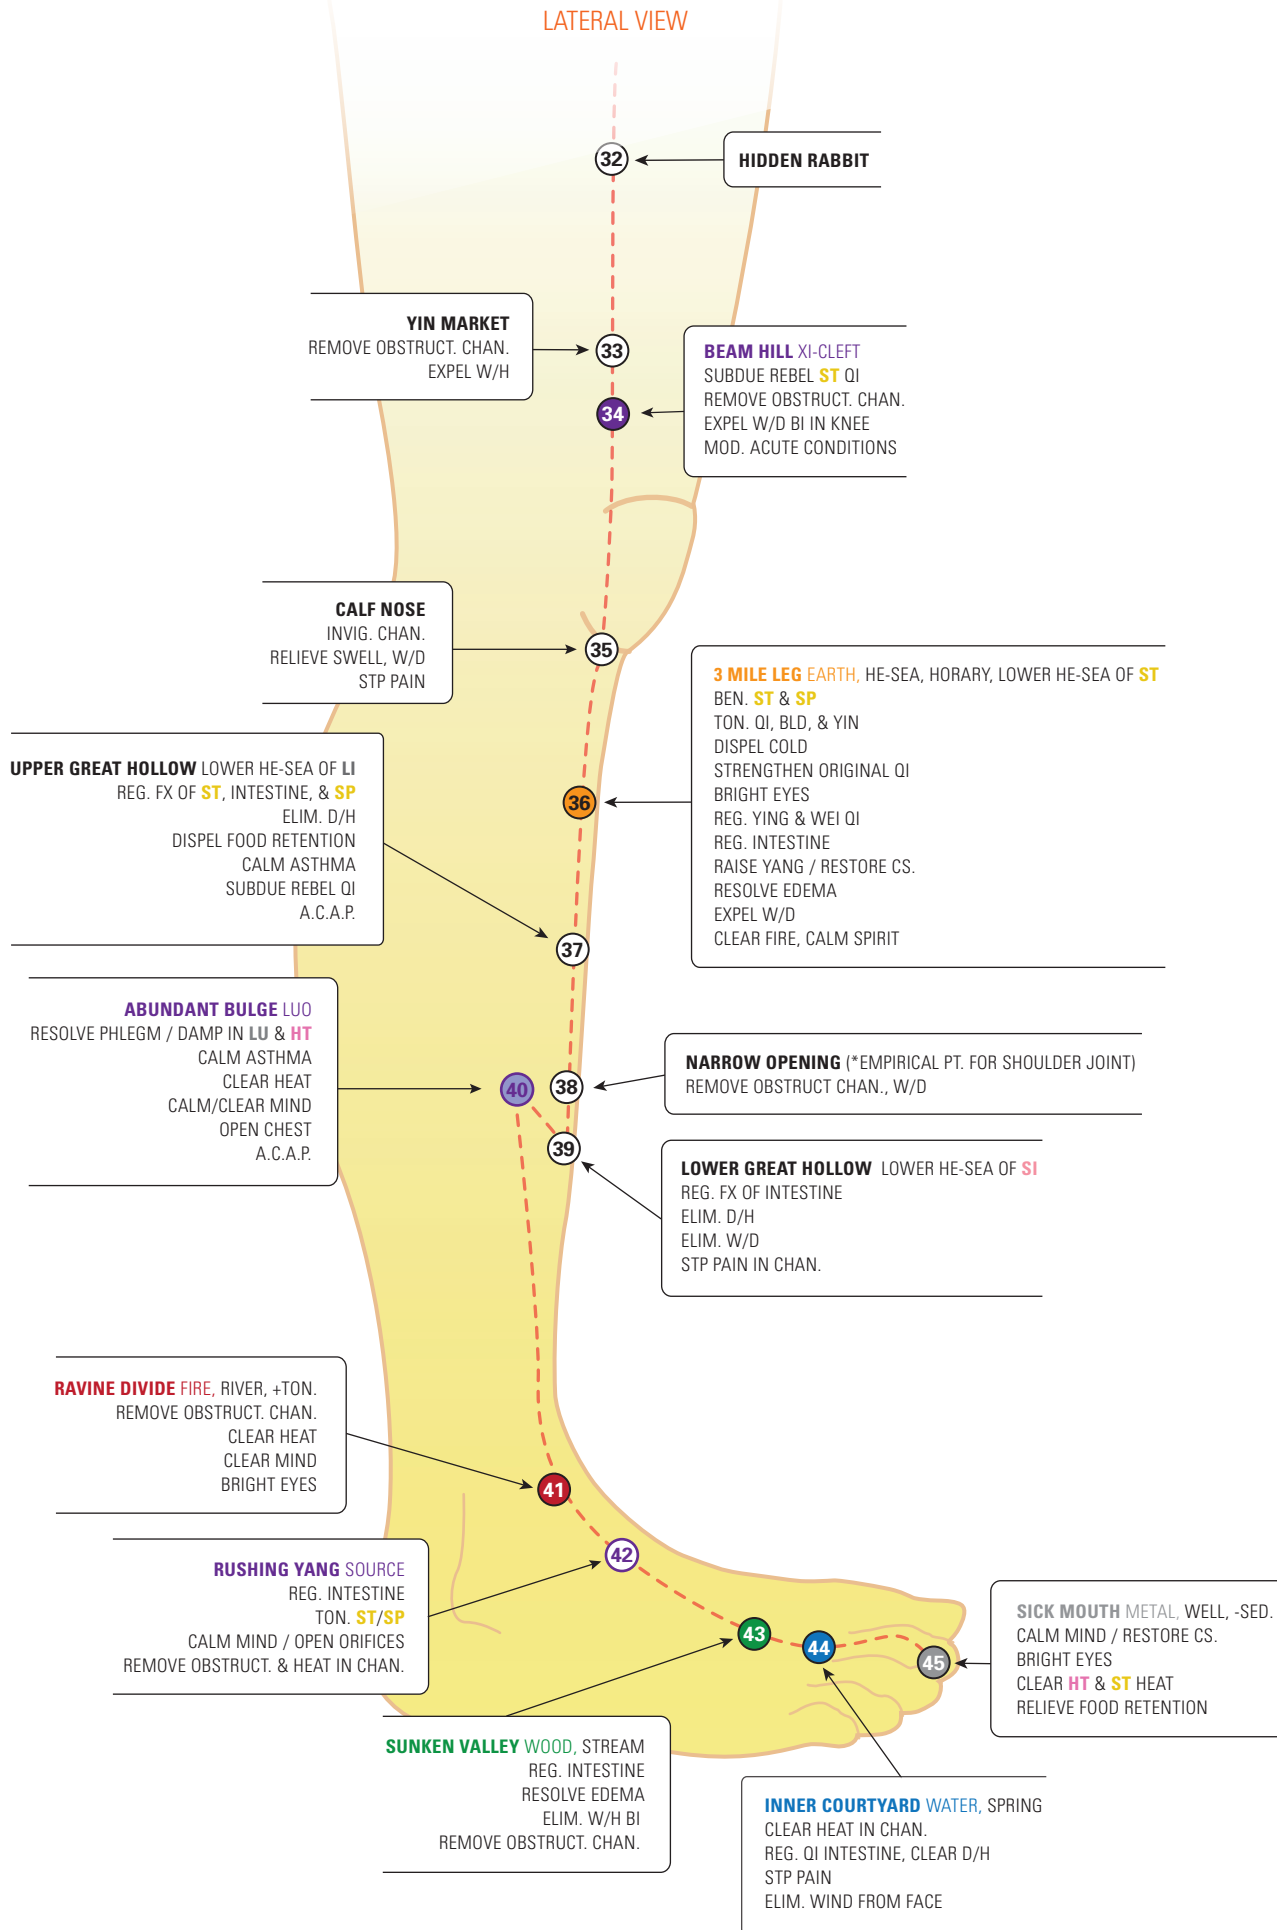 LATERAL VIEW
32
HIDDEN RABBIT
YIN MARKET
REMOVE OBSTRUCT. CHAN.
EXPEL W/H
33
BEAM HILL XI-CLEFT
SUBDUE REBEL ST QI
REMOVE OBSTRUCT. CHAN.
EXPEL W/D BI IN KNEE
MOD. ACUTE CONDITIONS
34
CALF NOSE
INVIG. CHAN.
RELIEVE SWELL, W/D
STP PAIN
35
3 MILE LEG EARTH, HE-SEA, HORARY, LOWER HE-SEA OF ST
BEN. ST & SP
TON. QI, BLD, & YIN
DISPEL COLD
STRENGTHEN ORIGINAL QI
BRIGHT EYES
REG. YING & WEI QI
REG. INTESTINE
RAISE YANG / RESTORE CS.
RESOLVE EDEMA
EXPEL W/D
CLEAR FIRE, CALM SPIRIT
36
UPPER GREAT HOLLOW LOWER HE-SEA OF LI
REG. FX OF ST, INTESTINE, & SP
ELIM. D/H
DISPEL FOOD RETENTION
CALM ASTHMA
SUBDUE REBEL QI
A.C.A.P.
37
ABUNDANT BULGE LUO
RESOLVE PHLEGM / DAMP IN LU & HT
CALM ASTHMA
CLEAR HEAT
CALM/CLEAR MIND
OPEN CHEST
A.C.A.P.
40
38
NARROW OPENING (*EMPIRICAL PT. FOR SHOULDER JOINT)
REMOVE OBSTRUCT CHAN., W/D
39
LOWER GREAT HOLLOW LOWER HE-SEA OF SI
REG. FX OF INTESTINE
ELIM. D/H
ELIM. W/D
STP PAIN IN CHAN.
RAVINE DIVIDE FIRE, RIVER, +TON.
REMOVE OBSTRUCT. CHAN.
CLEAR HEAT
CLEAR MIND
BRIGHT EYES
41
RUSHING YANG SOURCE
REG. INTESTINE
TON. ST/SP
CALM MIND / OPEN ORIFICES
REMOVE OBSTRUCT. & HEAT IN CHAN.
42
43
44
45
SICK MOUTH METAL, WELL, -SED.
CALM MIND / RESTORE CS.
BRIGHT EYES
CLEAR HT & ST HEAT
RELIEVE FOOD RETENTION
SUNKEN VALLEY WOOD, STREAM
REG. INTESTINE
RESOLVE EDEMA
ELIM. W/H BI
REMOVE OBSTRUCT. CHAN.
INNER COURTYARD WATER, SPRING
CLEAR HEAT IN CHAN.
REG. QI INTESTINE, CLEAR D/H
STP PAIN
ELIM. WIND FROM FACE